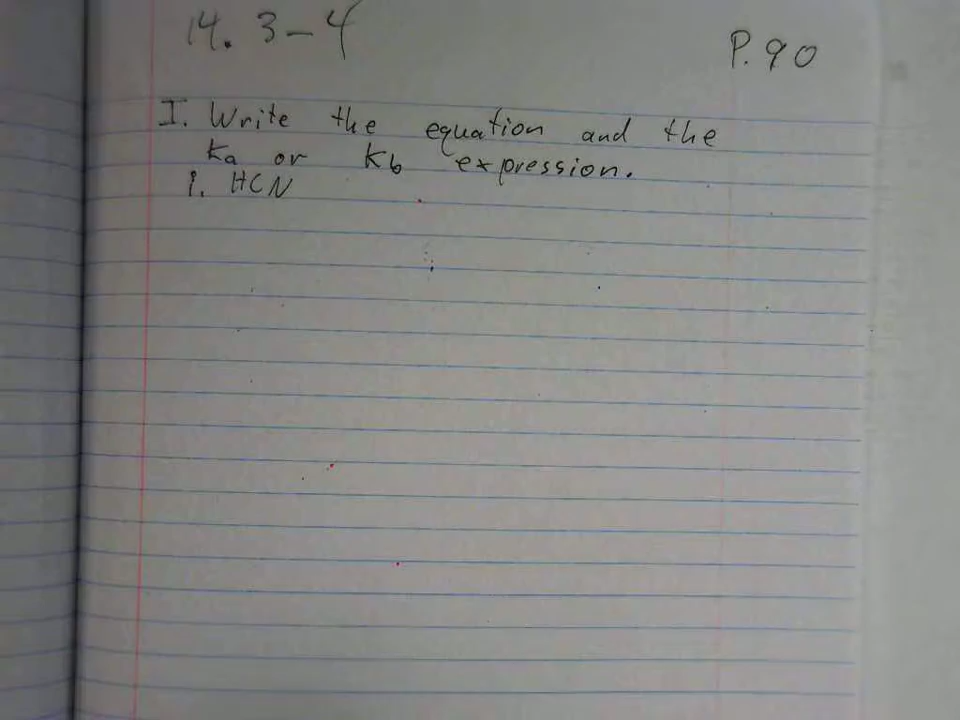 14. 3-4
P. 90
I. Write the equation and the
Ka or Kb expression.
1. HCN